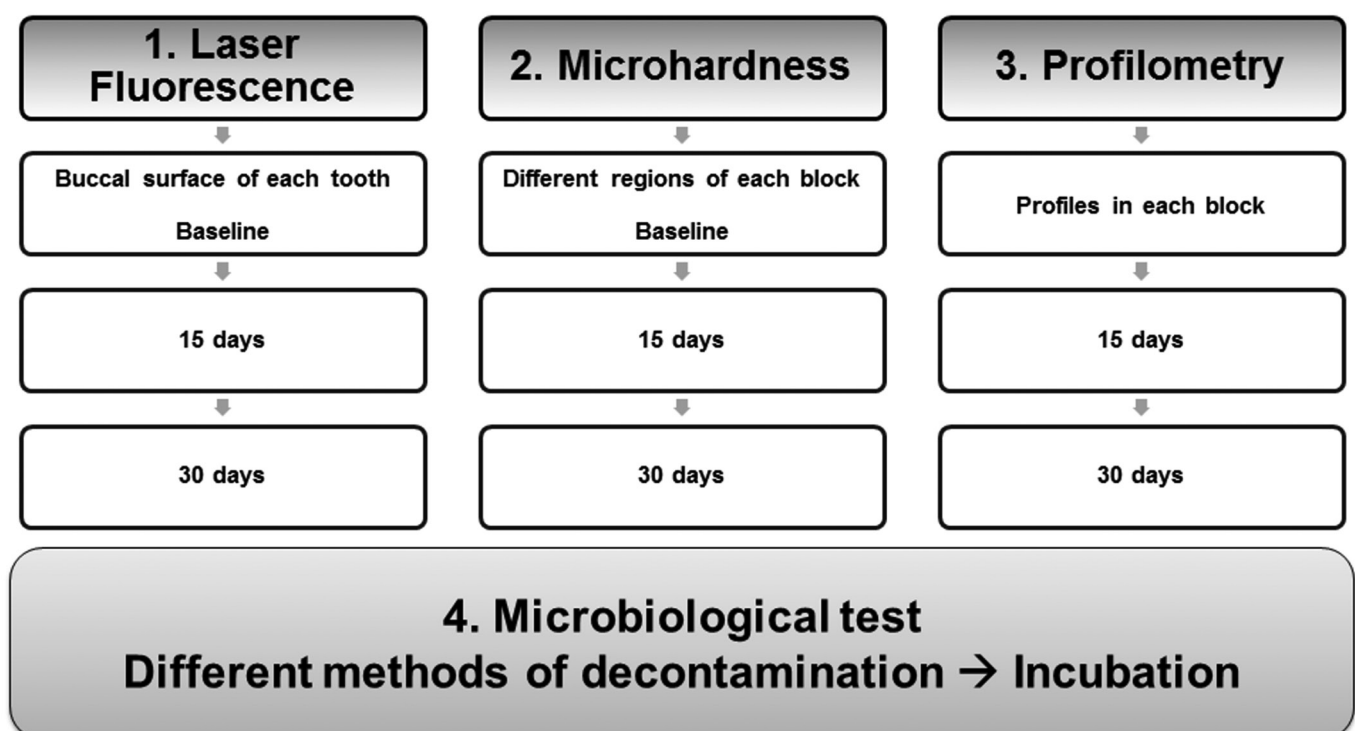 1. Laser
Fluorescence
Buccal surface of each tooth
Baseline
15 days
30 days
2. Microhardness
Different regions of each block
Baseline
15 days
30 days
3. Profilometry
Profiles in each block
15 days
30 days
4. Microbiological test
Different methods of decontamination → Incubation